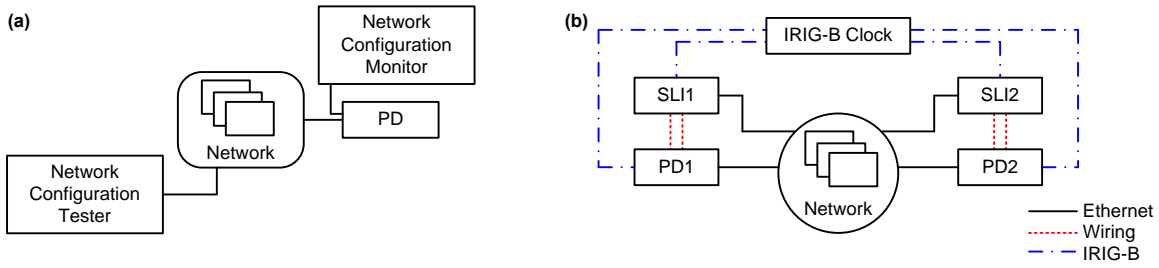 (a)
Network
Configuration
Monitor
PD
Network
Network
Configuration
Tester
(b)
IRIG-B Clock
SLI1
SLI2
PD1
PD2
Network
Ethernet
Wiring
IRIG-B